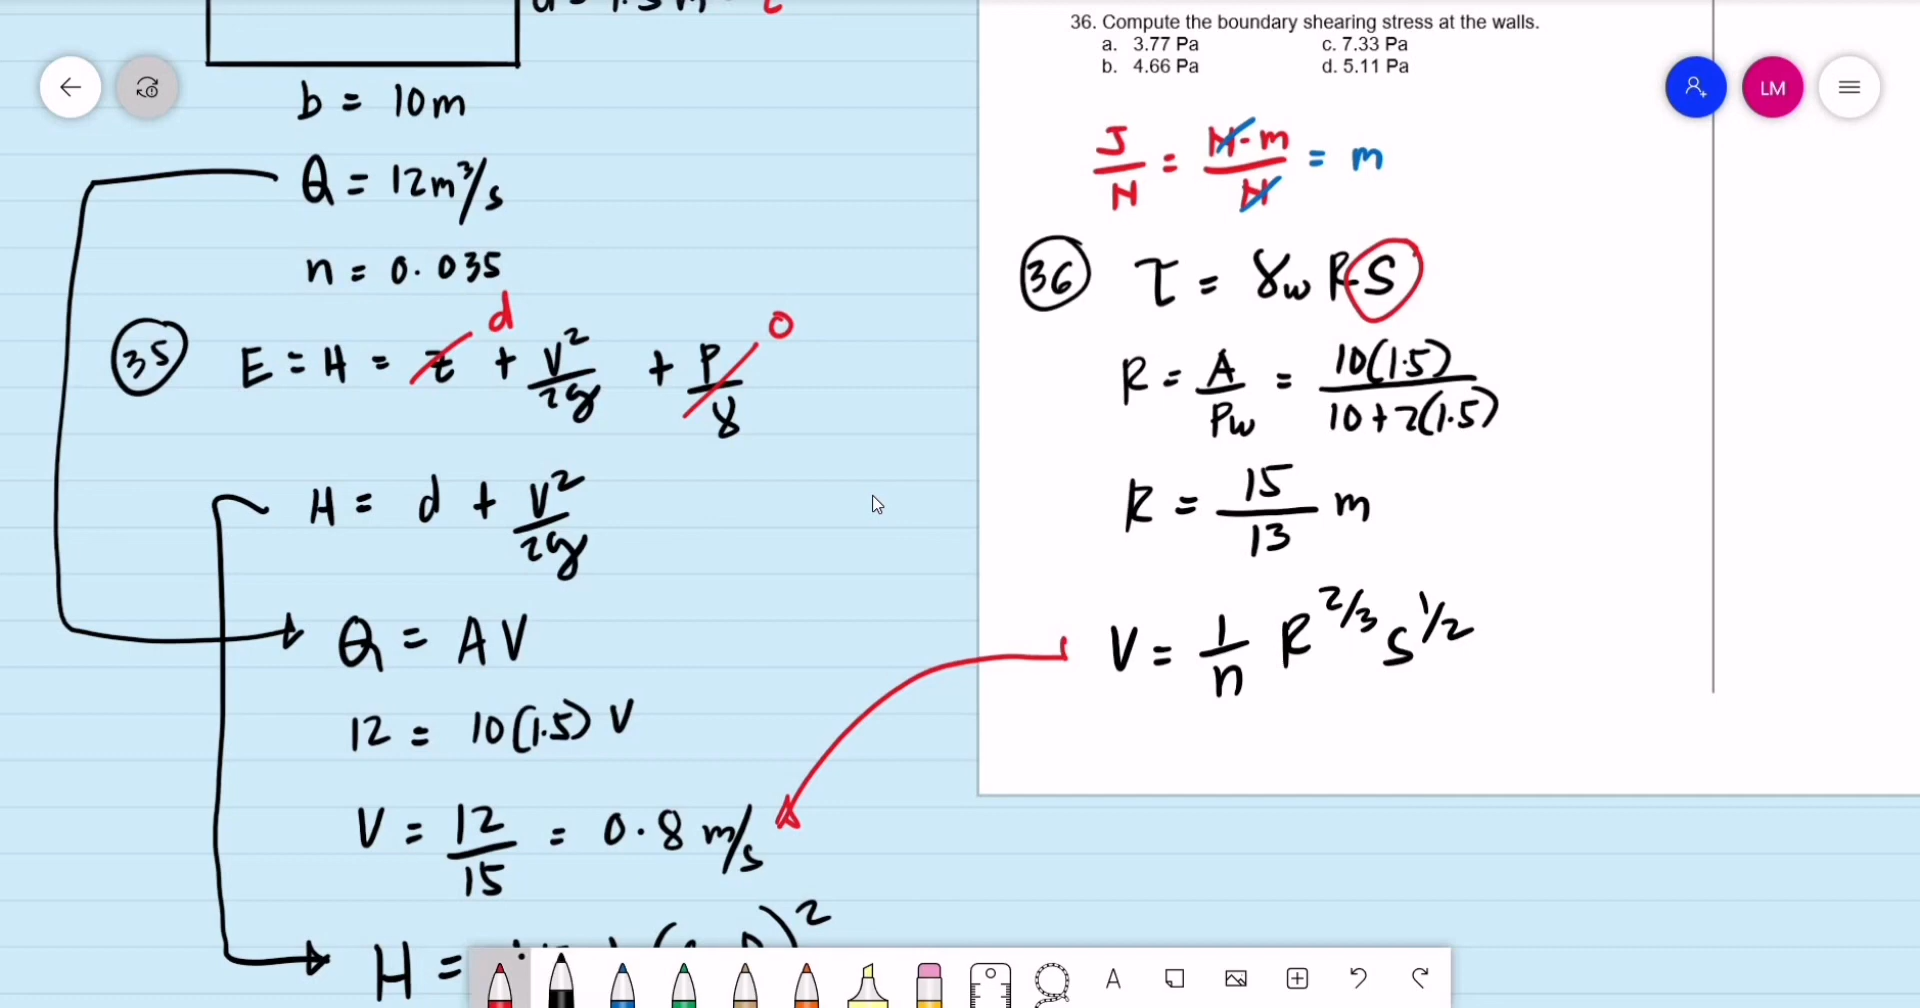 d = 1.5 m
b = 10m
Q = 12m³/s
n = 0.035
d
0
35 E = H = z + V²/2g + P/γ
H = d + V²/2g
Q = AV
12 = 10(1.5) V
V = 12/15 = 0.8 m/s
H =
36. Compute the boundary shearing stress at the walls.
a. 3.77 Pa c. 7.33 Pa
b. 4.66 Pa d. 5.11 Pa
LM
J/N = N-m/N = m
36 τ = γw RS
R = A/Pw = 10(1.5)/10+2(1.5)
R = 15/13 m
V = 1/n R^2/3 S^1/2
A